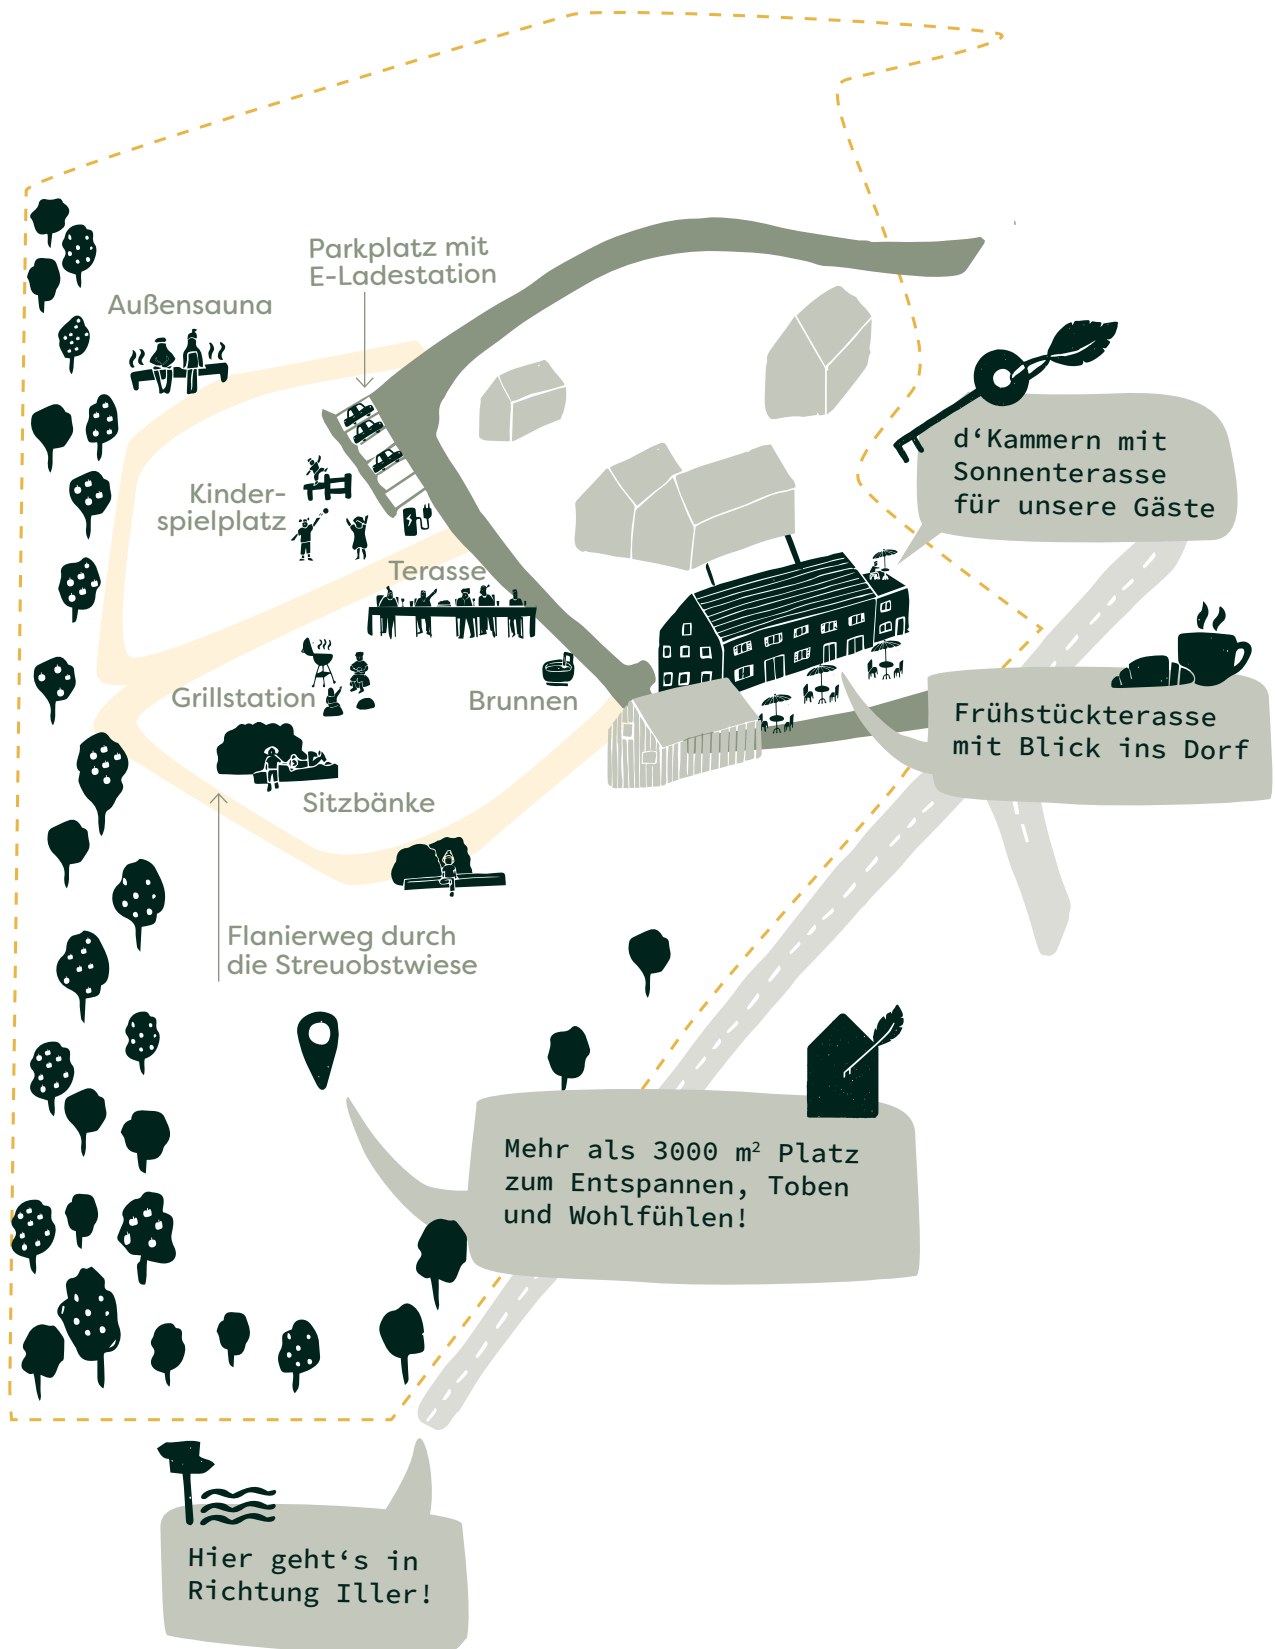 Parkplatz mit
E-Ladestation
Außensauna
d‘Kammern mit
Sonnenterasse
für unsere Gäste
Kinder-
spielplatz
Terasse
Grillstation
Brunnen
Frühstückterasse
mit Blick ins Dorf
Sitzbänke
Flanierweg durch
die Streuobstwiese
Mehr als 3000 m² Platz
zum Entspannen, Toben
und Wohlfühlen!
Hier geht‘s in
Richtung Iller!